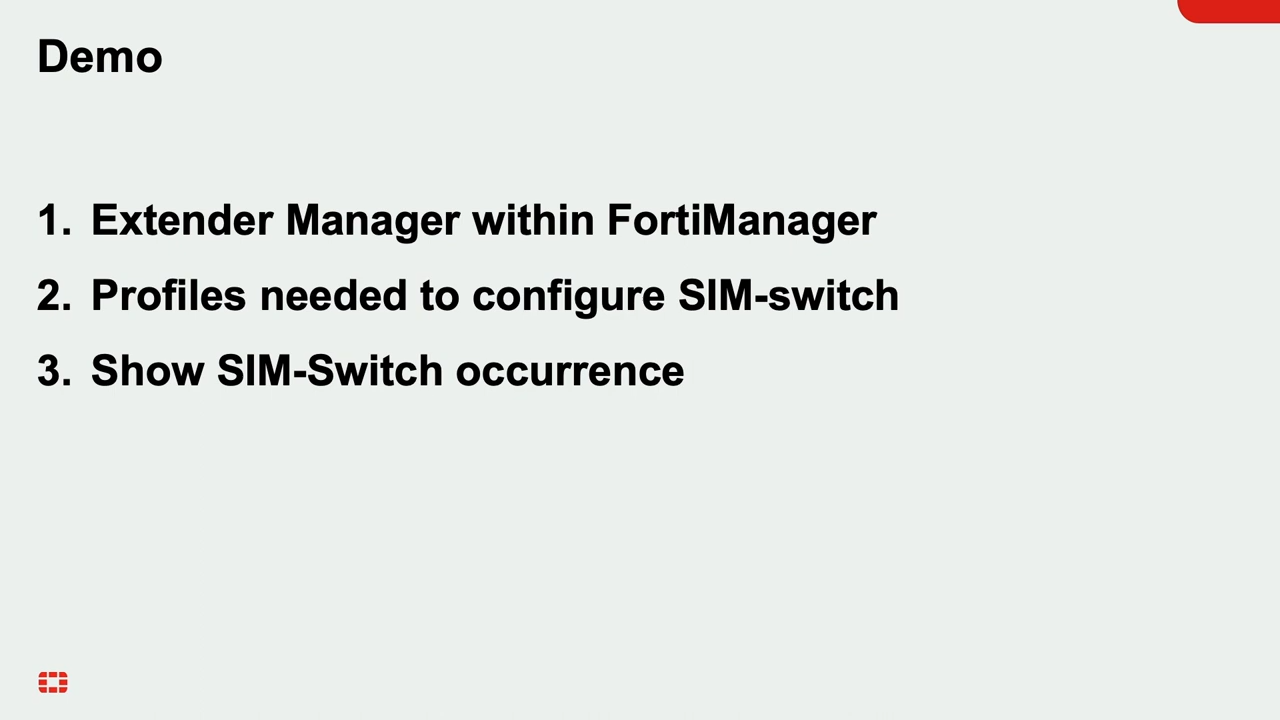 Demo
1. Extender Manager within FortiManager
2. Profiles needed to configure SIM-switch
3. Show SIM-Switch occurrence